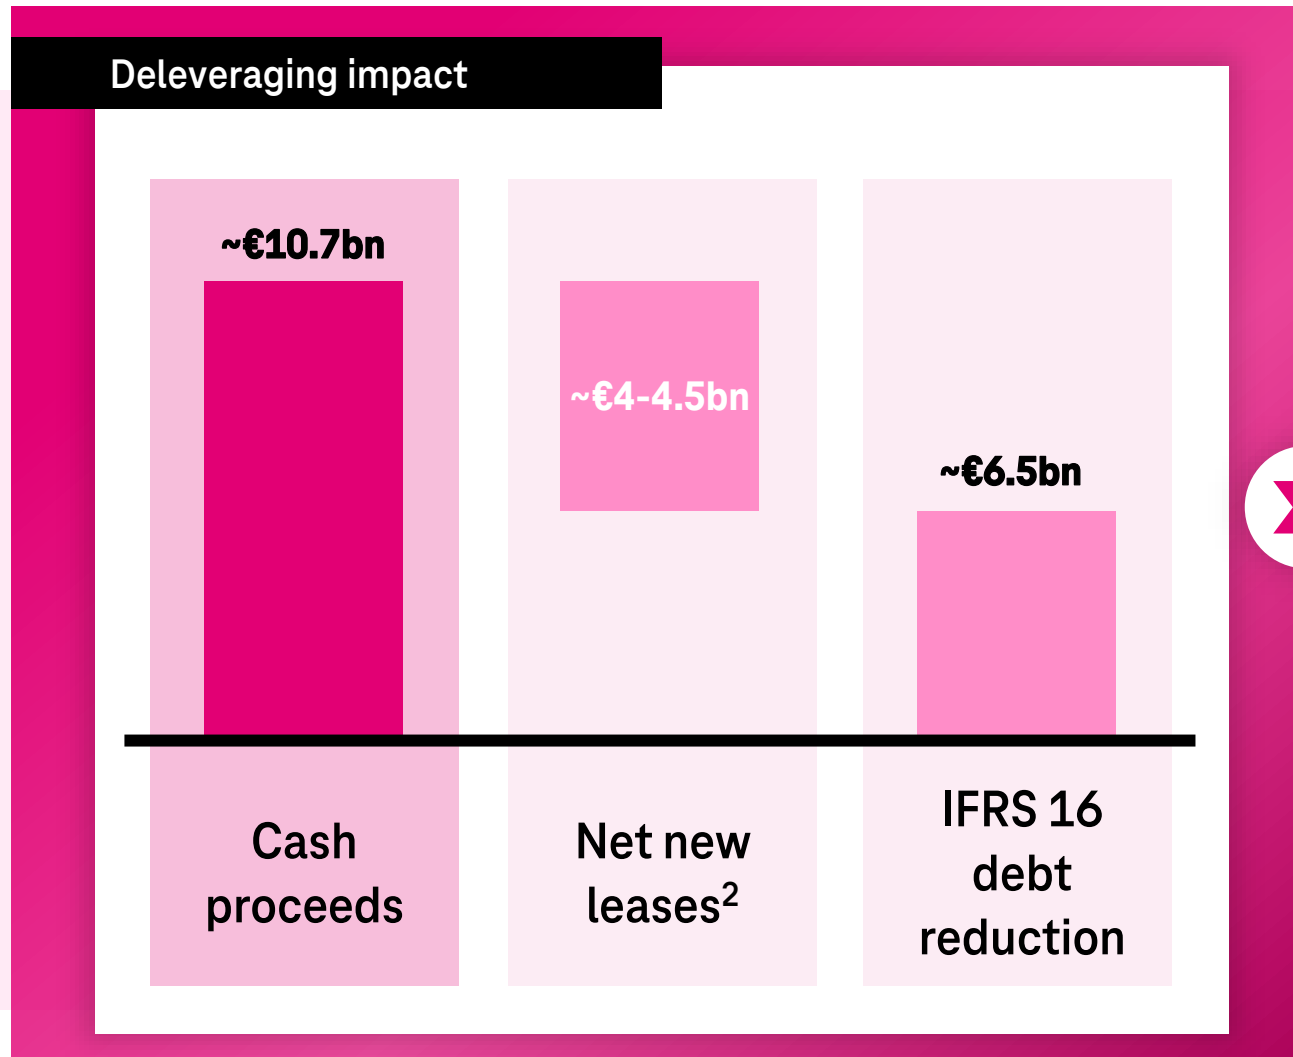 Deleveraging impact
~€10.7bn
~€4-4.5bn
~€6.5bn
Cash
proceeds
Net new
leases²
IFRS 16
debt
reduction